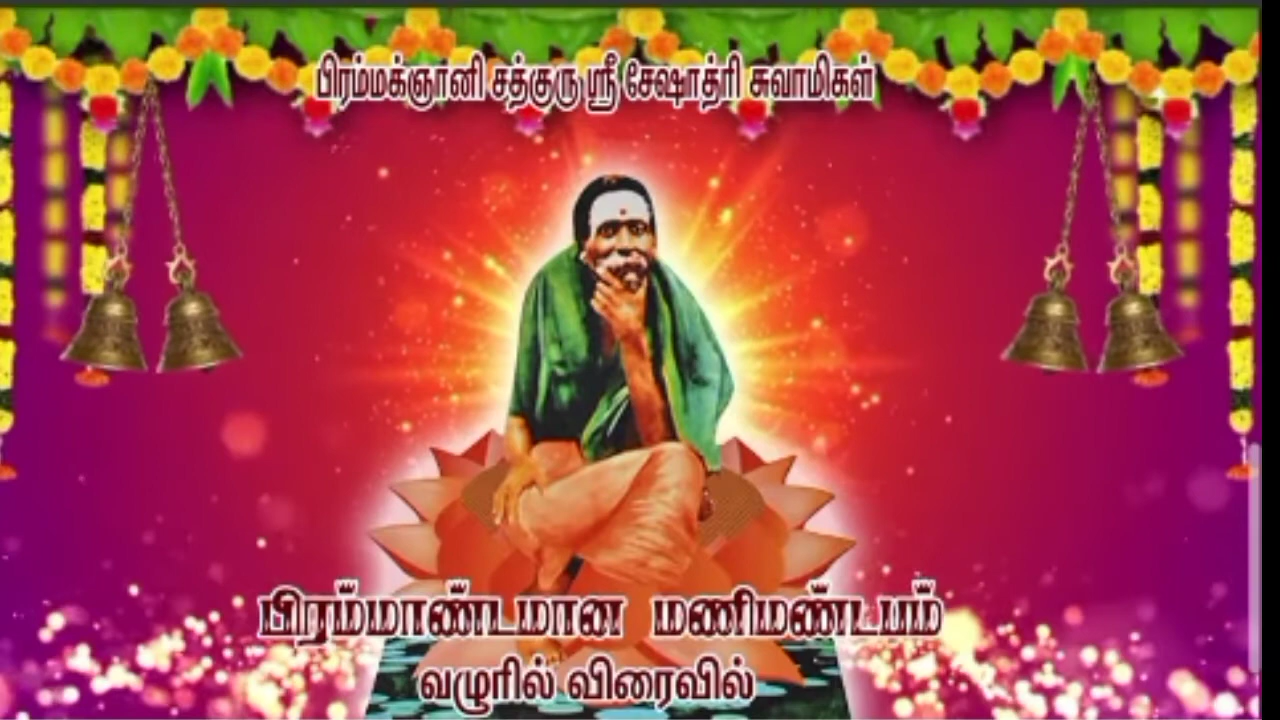 பிரம்மக்ஞானி சத்குரு ஸ்ரீ சேஷாத்ரி சுவாமிகள்
பிரம்மாண்டமான மணிமண்டபம்
வழுரில் விரைவில்